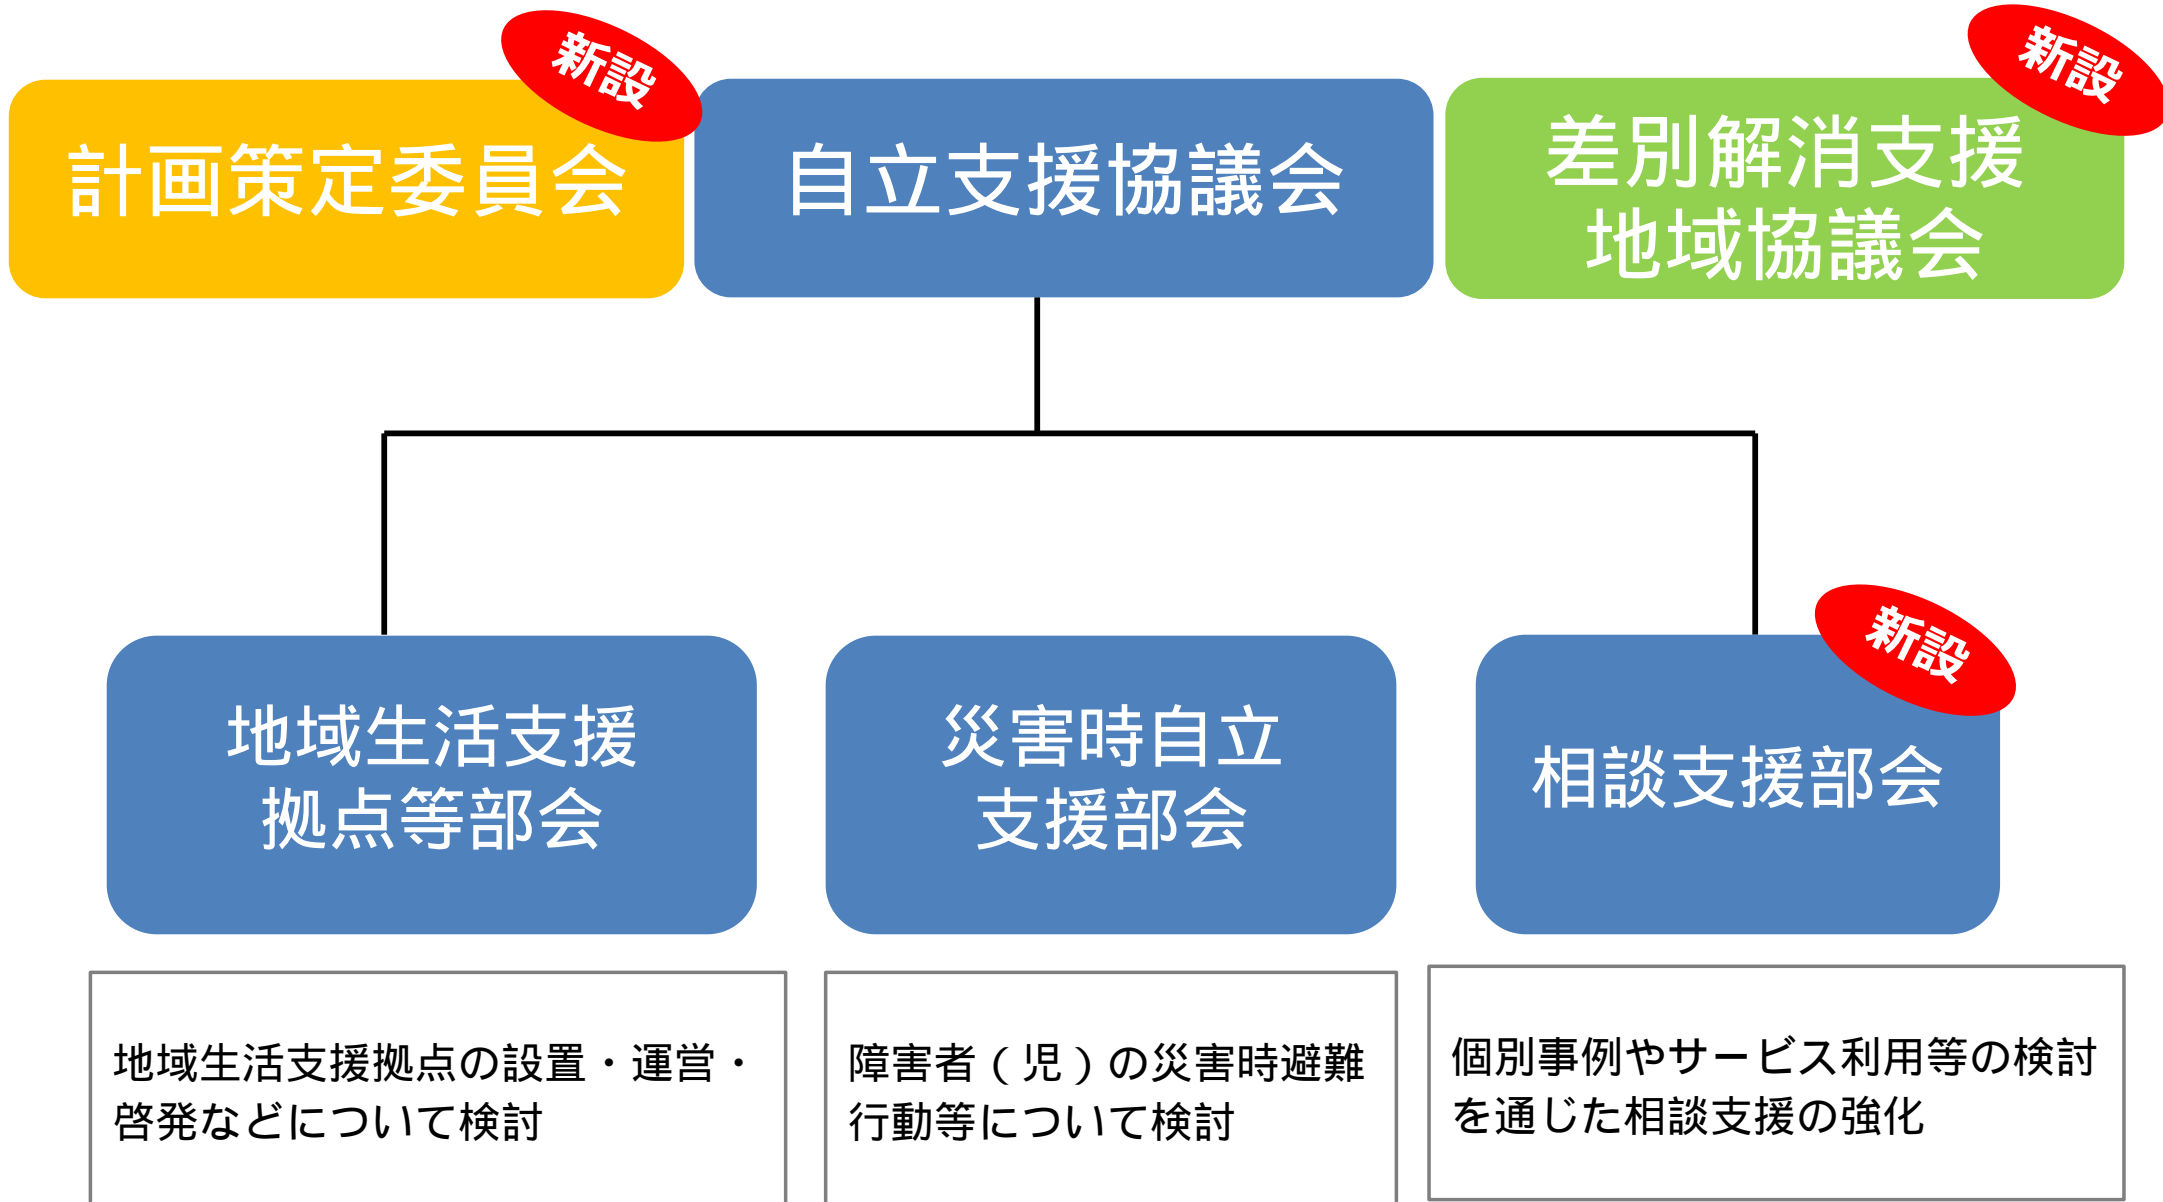 新設
新設
計画策定委員会
自立支援協議会
差別解消支援
地域協議会
新設
地域生活支援
拠点等部会
災害時自立
支援部会
相談支援部会
地域生活支援拠点の設置・運営・
啓発などについて検討
障害者（児）の災害時避難
行動等について検討
個別事例やサービス利用等の検討
を通じた相談支援の強化